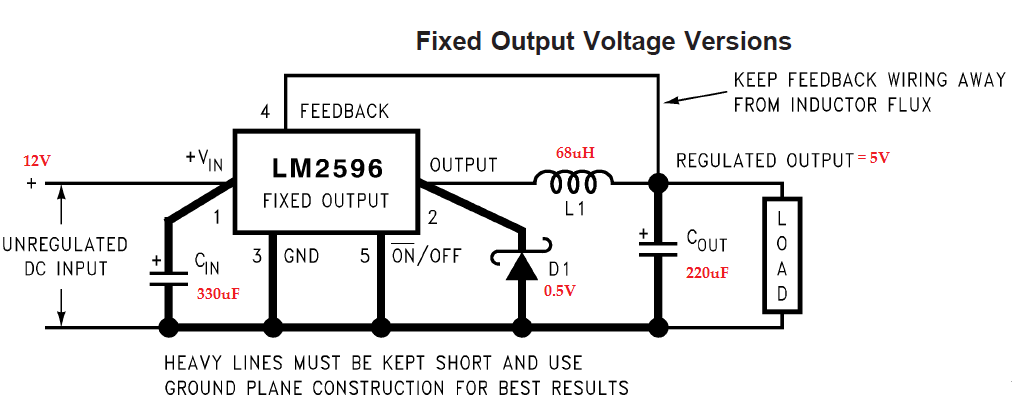 Fixed Output Voltage Versions
KEEP FEEDBACK WIRING AWAY
FROM INDUCTOR FLUX
4 FEEDBACK
12V
+
+VIN
LM2596
FIXED OUTPUT
OUTPUT
68uH
L1
REGULATED OUTPUT = 5V
1
2
UNREGULATED
DC INPUT
+
CIN
330uF
3 GND
5 ON/OFF
D1
0.5V
+
COUT
220uF
LOAD
HEAVY LINES MUST BE KEPT SHORT AND USE
GROUND PLANE CONSTRUCTION FOR BEST RESULTS